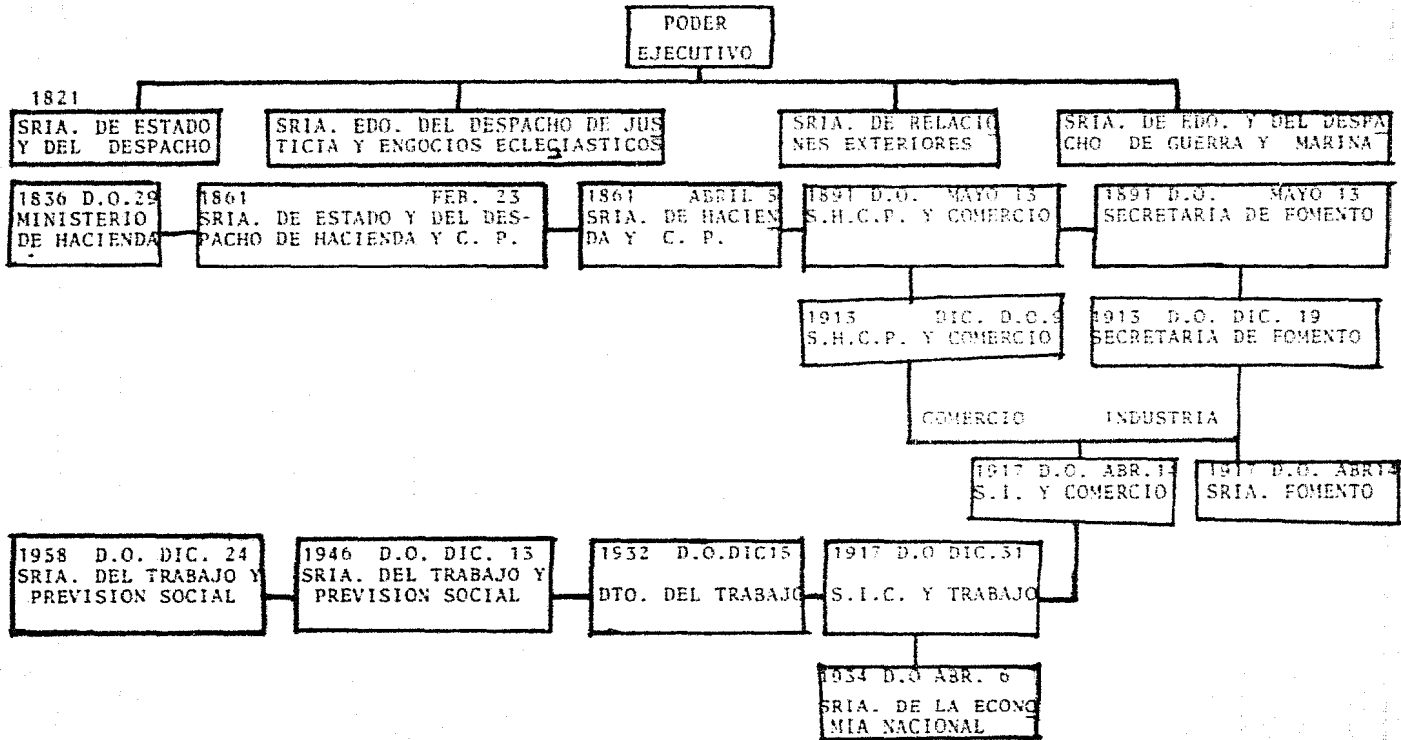 PODER
EJECUTIVO
1821
SRIA. DE ESTADO
Y DEL DESPACHO
SRIA. EDO. DEL DESPACHO DE JUS
TICIA Y ENGOCIOS ECLEGIASTICOS
SRIA. DE RELACIO
NES EXTERIORES
SRIA. DE EDO. Y DEL DESPA
CHO DE GUERRA Y MARINA
1836 D.O.29
MINISTERIO
DE HACIENDA
1861 FEB. 23
SRIA. DE ESTADO Y DEL DES-
PACHO DE HACIENDA Y C. P.
1861 ABRIL 5
SRIA. DE HACIEN
DA Y C. P.
1891 D.O. MAYO 13
S.H.C.P. Y COMERCIO
1891 D.O. MAYO 13
SECRETARIA DE FOMENTO
1913 DIC. D.O.9
S.H.C.P. Y COMERCIO
1913 D.O. DIC. 19
SECRETARIA DE FOMENTO
COMERCIO INDUSTRIA
1917 D.O. ABR.14
S.I. Y COMERCIO
1917 D.O. ABR14
SRIA. FOMENTO
1958 D.O. DIC. 24
SRIA. DEL TRABAJO Y
PREVISION SOCIAL
1946 D.O. DIC. 13
SRIA. DEL TRABAJO Y
PREVISION SOCIAL
1932 D.O.DIC15
DTO. DEL TRABAJO
1917 D.O DIC.31
S.I.C. Y TRABAJO
1934 D.O ABR. 6
SRIA. DE LA ECONO
MIA NACIONAL